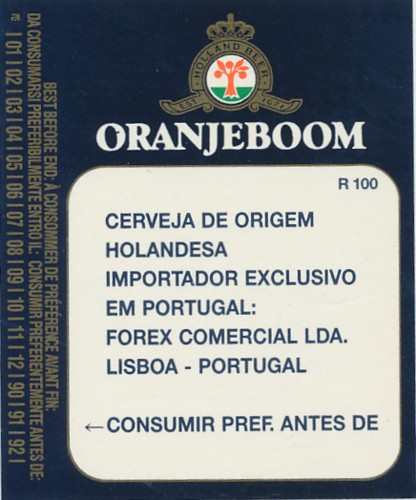 HOLLAND BEER
EST 1671
ORANJEBOOM
R 100
CERVEJA DE ORIGEM
HOLANDESA
IMPORTADOR EXCLUSIVO
EM PORTUGAL:
FOREX COMERCIAL LDA.
LISBOA - PORTUGAL
←CONSUMIR PREF. ANTES DE
BEST BEFORE END: À CONSOMMER DE PRÉFÉRENCE AVANT FIN:
DA CONSUMARSI PREFERIBILMENTE ENTRO IL: CONSUMIR PREFERENTEMENTE ANTES DE:
| 01 | 02 | 03 | 04 | 05 | 06 | 07 | 08 | 09 | 10 | 11 | 12 | 90 | 91 | 92 |